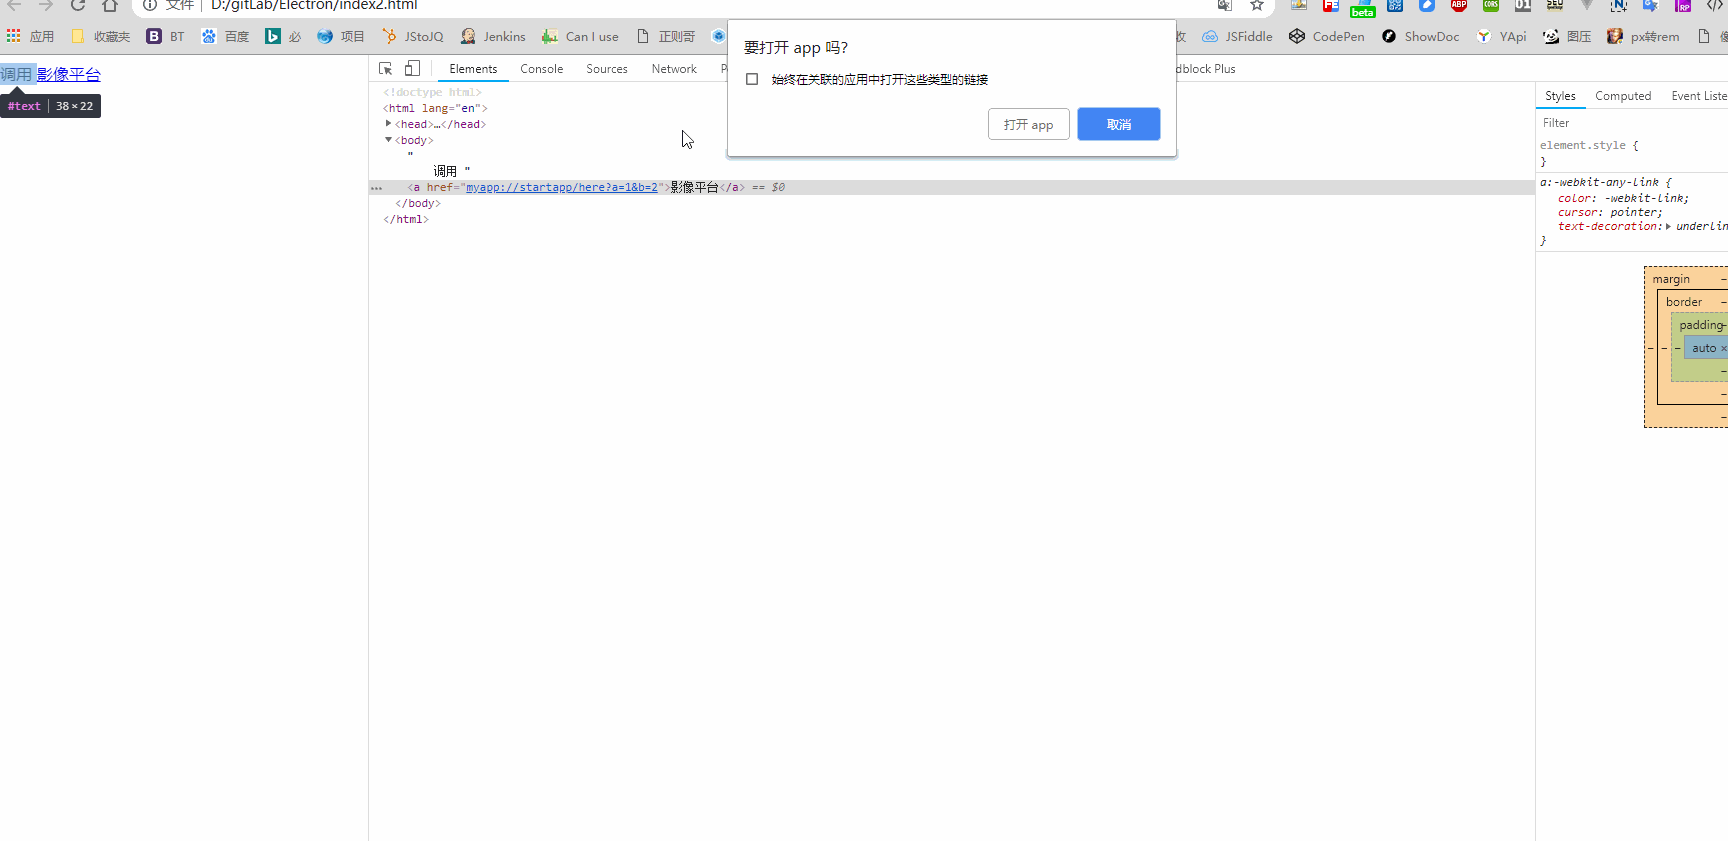 文件 D:/gitLab/Electron/index2.html
应用 收藏夹 BT 百度 必 项目 JStoJQ Jenkins Can I use 正则哥 收 JSFiddle CodePen ShowDoc YApi 图压 px转rem
要打开 app 吗?
始终在关联的应用中打开这些类型的链接
打开 app 取消
调用 影像平台
#text 38 × 22
Elements Console Sources Network P dblock Plus
<!doctype html>
<html lang="en">
<head>…</head>
<body>
"
调用 "
… <a href="myapp://startapp/here?a=1&b=2">影像平台</a> == $0
</body>
</html>
Styles Computed Event Liste
Filter
element.style {
}
a:-webkit-any-link {
color: -webkit-link;
cursor: pointer;
text-decoration: underlin
}
margin –
border –
padding –
– – – auto ×
–
–
–
beta
ABP
CORS
RP